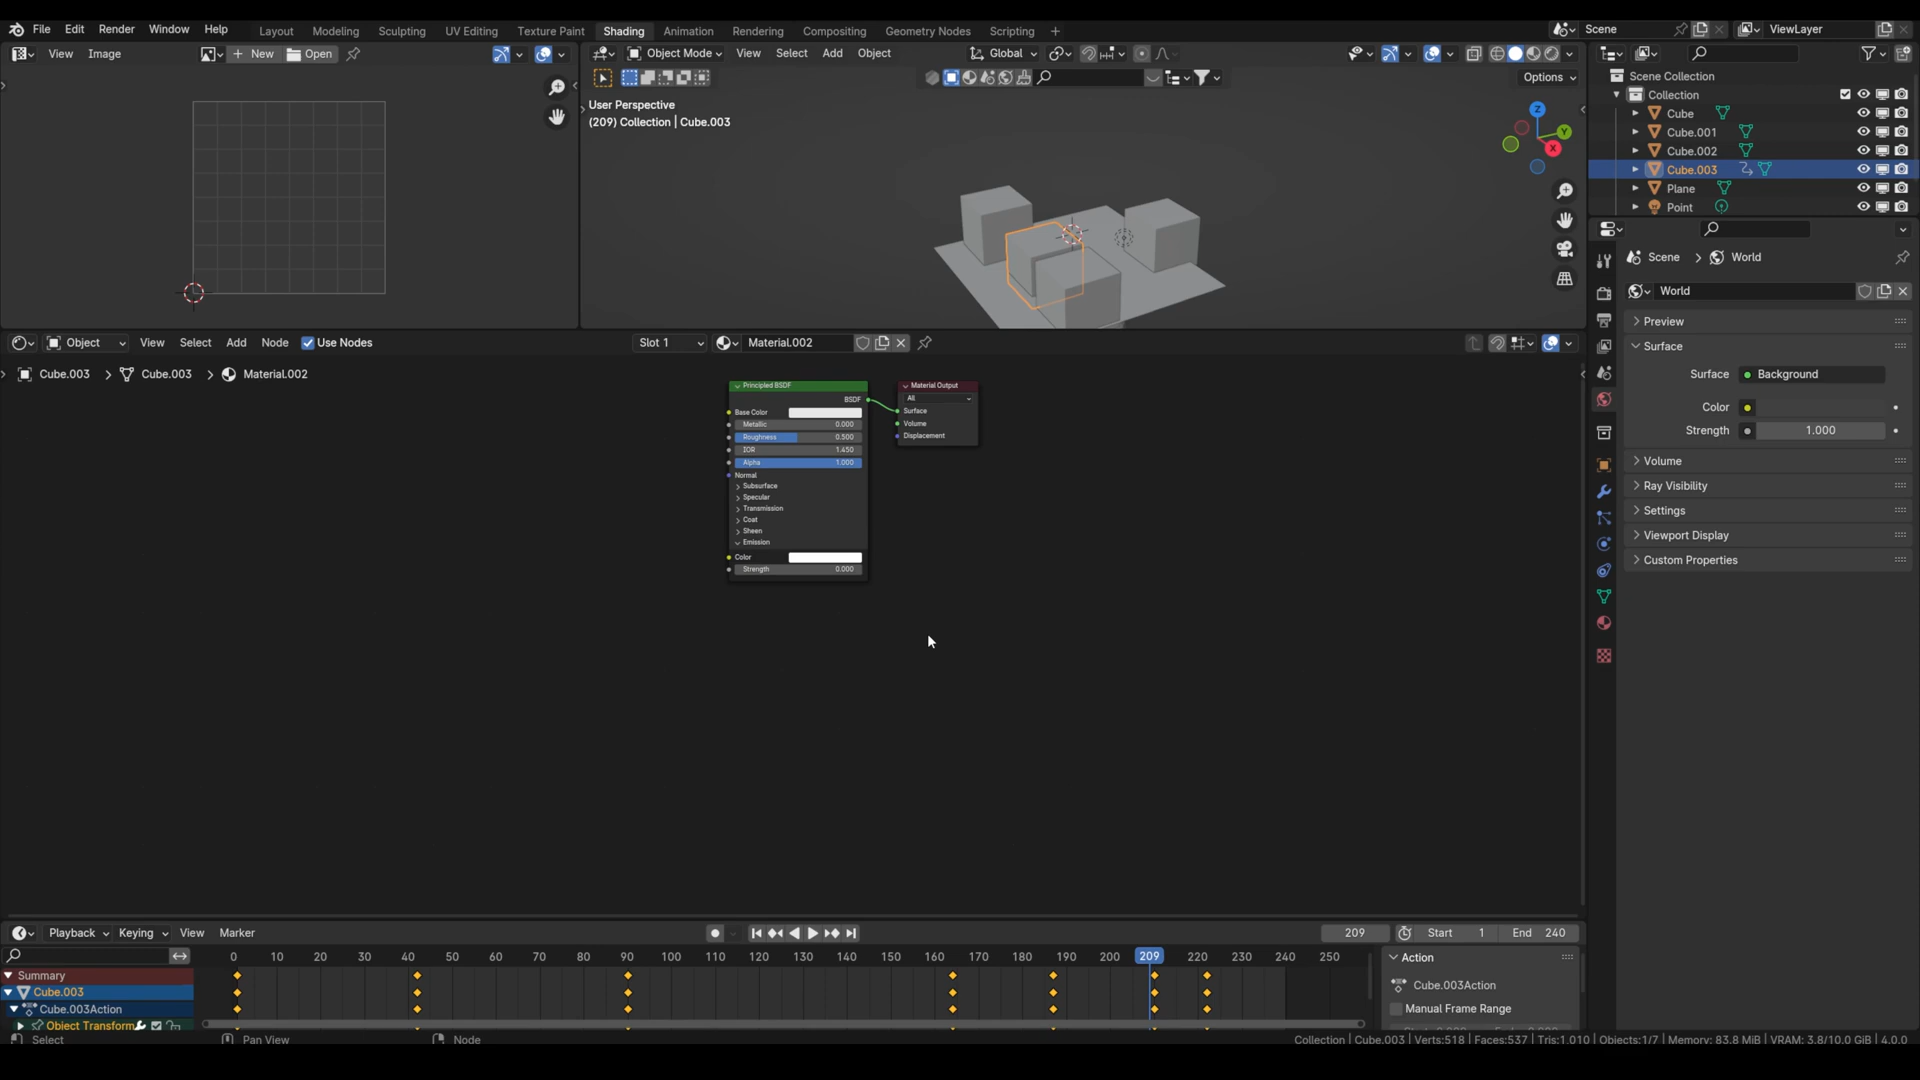 File Edit Render Window Help Layout Modeling Sculpting UV Editing Texture Paint Shading Animation Rendering Compositing Geometry Nodes Scripting + Scene ViewLayer
View Image New Open Object Mode View Select Add Object Global
Options
Scene Collection
Collection
Cube
Cube.001
Cube.002
Cube.003
Plane
Point
User Perspective
(209) Collection | Cube.003
Z
Y
X
Scene > World
World
Preview
Surface
Surface Background
Color
Strength 1.000
Volume
Ray Visibility
Settings
Viewport Display
Custom Properties
Object View Select Add Node Use Nodes Slot 1 Material.002
Cube.003 > Cube.003 > Material.002
Principled BSDF
BSDF
Base Color
Metallic 0.000
Roughness 0.500
IOR 1.450
Alpha 1.000
Normal
Subsurface
Specular
Transmission
Coat
Sheen
Emission
Color
Strength 0.000
Material Output
All
Surface
Volume
Displacement
Playback Keying View Marker 209 Start 1 End 240
0 10 20 30 40 50 60 70 80 90 100 110 120 130 140 150 160 170 180 190 200 209 220 230 240 250
Summary
Cube.003
Cube.003Action
Object Transform
Action
Cube.003Action
Manual Frame Range
Select Pan View Node Collection | Cube.003 | Verts:518 | Faces:537 | Tris:1,010 | Objects:1/7 | Memory: 83.8 MiB | VRAM: 3.8/10.0 GiB | 4.0.0